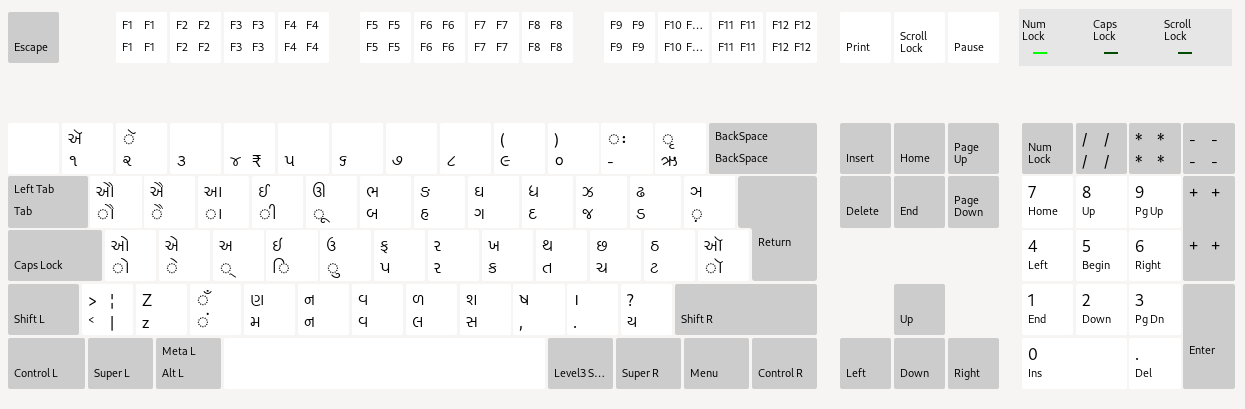 Escape F1 F1 F2 F2 F3 F3 F4 F4 F5 F5 F6 F6 F7 F7 F8 F8 F9 F9 F10 F... F11 F11 F12 F12
F1 F1 F2 F2 F3 F3 F4 F4 F5 F5 F6 F6 F7 F7 F8 F8 F9 F9 F10 F... F11 F11 F12 F12
Print Scroll Lock Pause
Num Lock Caps Lock Scroll Lock
ઍ ૅ ( ) ઃ ૃ BackSpace
૧ ૨ ૩ ૪ ₹ ૫ ૬ ૭ ૮ ૯ ૦ - ઋ BackSpace
Insert Home Page Up
Num Lock / / * * - -
/ / * * - -
Left Tab ઔ ઐ આ ઈ ઊ ભ ઙ ઘ ધ ઝ ઢ ઞ
Tab ૌ ૈ ા ી ૂ બ હ ગ દ જ ડ ઼
Return
Delete End Page Down
7 8 9 + +
Home Up Pg Up
ઓ એ અ ઈ ઉ ફ ર ખ થ છ ઠ ઑ
Caps Lock ો ે ્ િ ુ પ ર ક ત ચ ટ ૉ
4 5 6 + +
Left Begin Right
> ¦ Z ઁ ણ ન વ ળ શ ષ । ?
Shift L < | z ં મ ન વ લ સ , . ય Shift R
Up
1 2 3
End Down Pg Dn
Enter
Meta L
Control L Super L Alt L Level3 S... Super R Menu Control R
Left Down Right
0 .
Ins Del